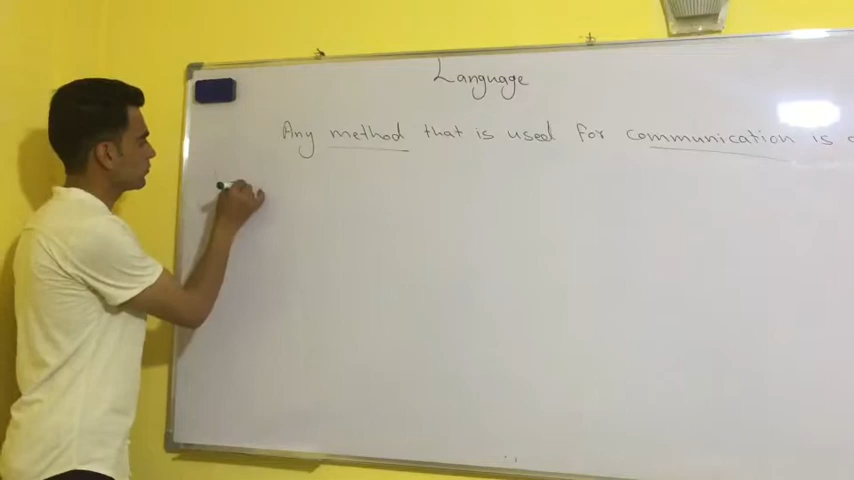 Language
Any method that is used for communication is